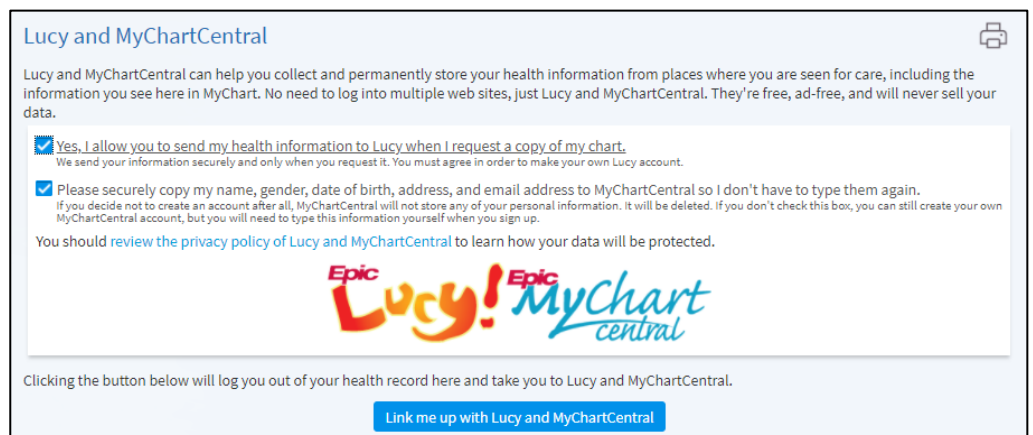 Lucy and MyChartCentral
Lucy and MyChartCentral can help you collect and permanently store your health information from places where you are seen for care, including the
information you see here in MyChart. No need to log into multiple web sites, just Lucy and MyChartCentral. They're free, ad-free, and will never sell your
data.
Yes, I allow you to send my health information to Lucy when I request a copy of my chart.
We send your information securely and only when you request it. You must agree in order to make your own Lucy account.
Please securely copy my name, gender, date of birth, address, and email address to MyChartCentral so I don't have to type them again.
If you decide not to create an account after all, MyChartCentral will not store any of your personal information. It will be deleted. If you don't check this box, you can still create your own
MyChartCentral account, but you will need to type this information yourself when you sign up.
You should review the privacy policy of Lucy and MyChartCentral to learn how your data will be protected.
Epic
Lucy!
Epic
MyChart
central
Clicking the button below will log you out of your health record here and take you to Lucy and MyChartCentral.
Link me up with Lucy and MyChartCentral